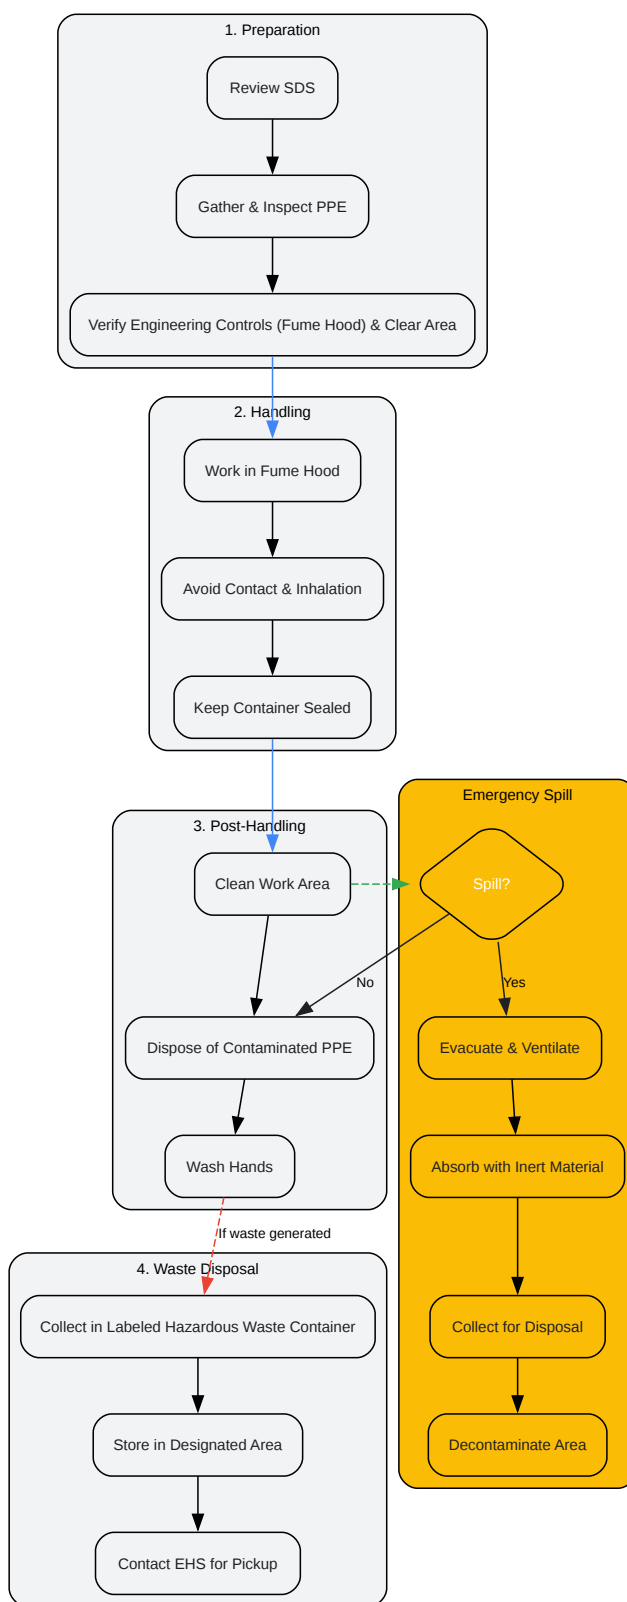 1. Preparation
Review SDS
Gather & Inspect PPE
Verify Engineering Controls (Fume Hood) & Clear Area
2. Handling
Work in Fume Hood
Avoid Contact & Inhalation
Keep Container Sealed
3. Post-Handling
Clean Work Area
Dispose of Contaminated PPE
Wash Hands
If waste generated
4. Waste Disposal
Collect in Labeled Hazardous Waste Container
Store in Designated Area
Contact EHS for Pickup
Emergency Spill
Spill?
No
Yes
Evacuate & Ventilate
Absorb with Inert Material
Collect for Disposal
Decontaminate Area